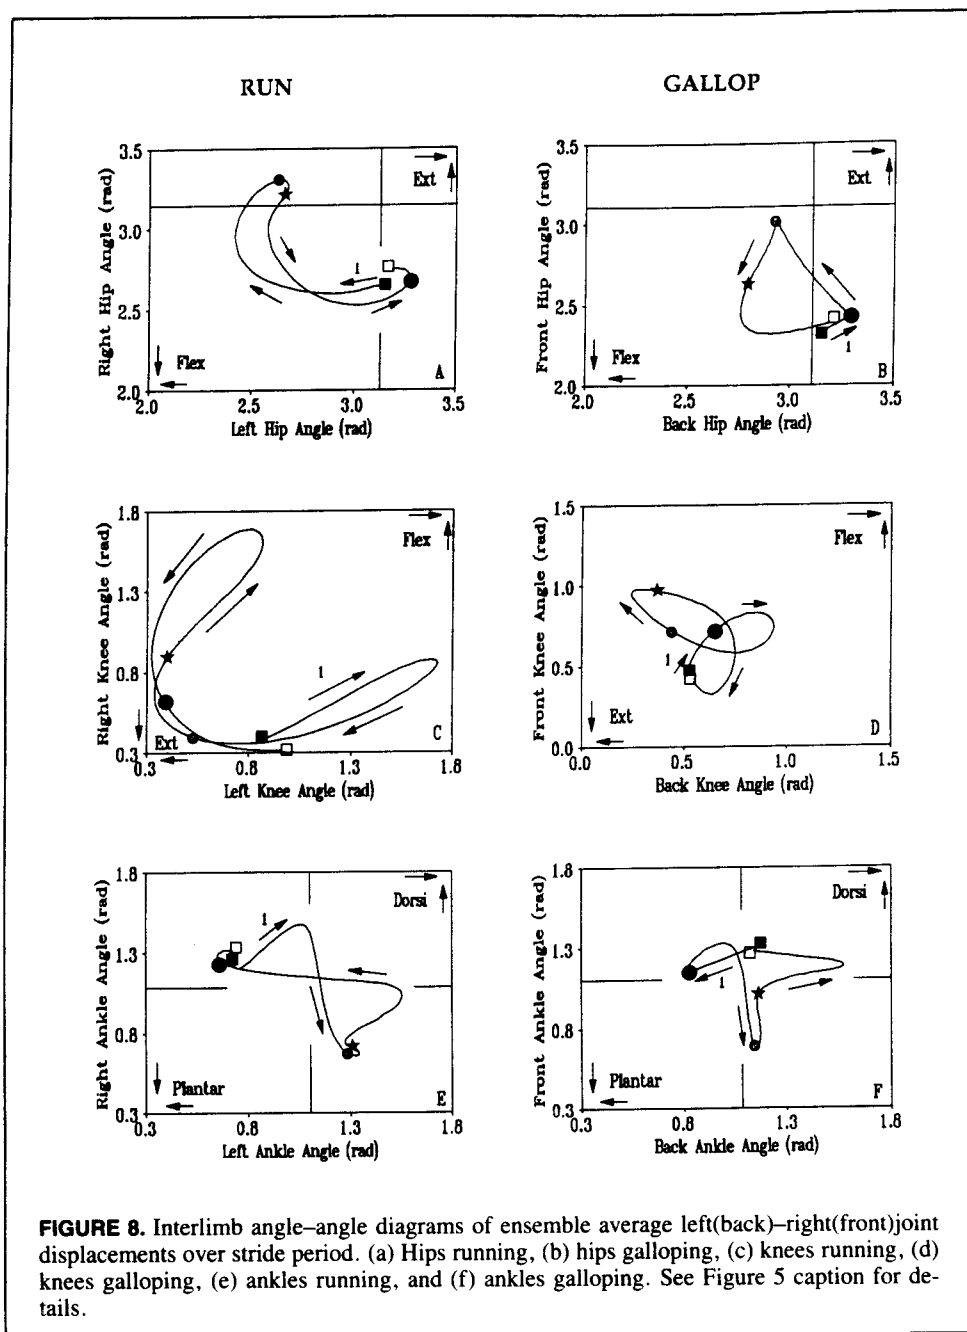 RUN
GALLOP
3.5
3.0
2.5
2.0
Right Hip Angle (rad)
Ext
1
Flex
A
2.0 2.5 3.0 3.5
Left Hip Angle (rad)
3.5
3.0
2.5
2.0
Front Hip Angle (rad)
Ext
1
Flex
B
2.0 2.5 3.0 3.5
Back Hip Angle (rad)
1.8
1.3
0.8
0.3
Right Knee Angle (rad)
Flex
1
Ext
C
0.3 0.8 1.3 1.8
Left Knee Angle (rad)
1.5
1.0
0.5
0.0
Front Knee Angle (rad)
Flex
1
Ext
D
0.0 0.5 1.0 1.5
Back Knee Angle (rad)
1.8
1.3
0.8
0.3
Right Ankle Angle (rad)
Dorsi
1
Plantar
E
0.3 0.8 1.3 1.8
Left Ankle Angle (rad)
1.8
1.3
0.8
0.3
Front Ankle Angle (rad)
Dorsi
1
Plantar
F
0.3 0.8 1.3 1.8
Back Ankle Angle (rad)
FIGURE 8. Interlimb angle–angle diagrams of ensemble average left(back)–right(front)joint
displacements over stride period. (a) Hips running, (b) hips galloping, (c) knees running, (d)
knees galloping, (e) ankles running, and (f) ankles galloping. See Figure 5 caption for de-
tails.